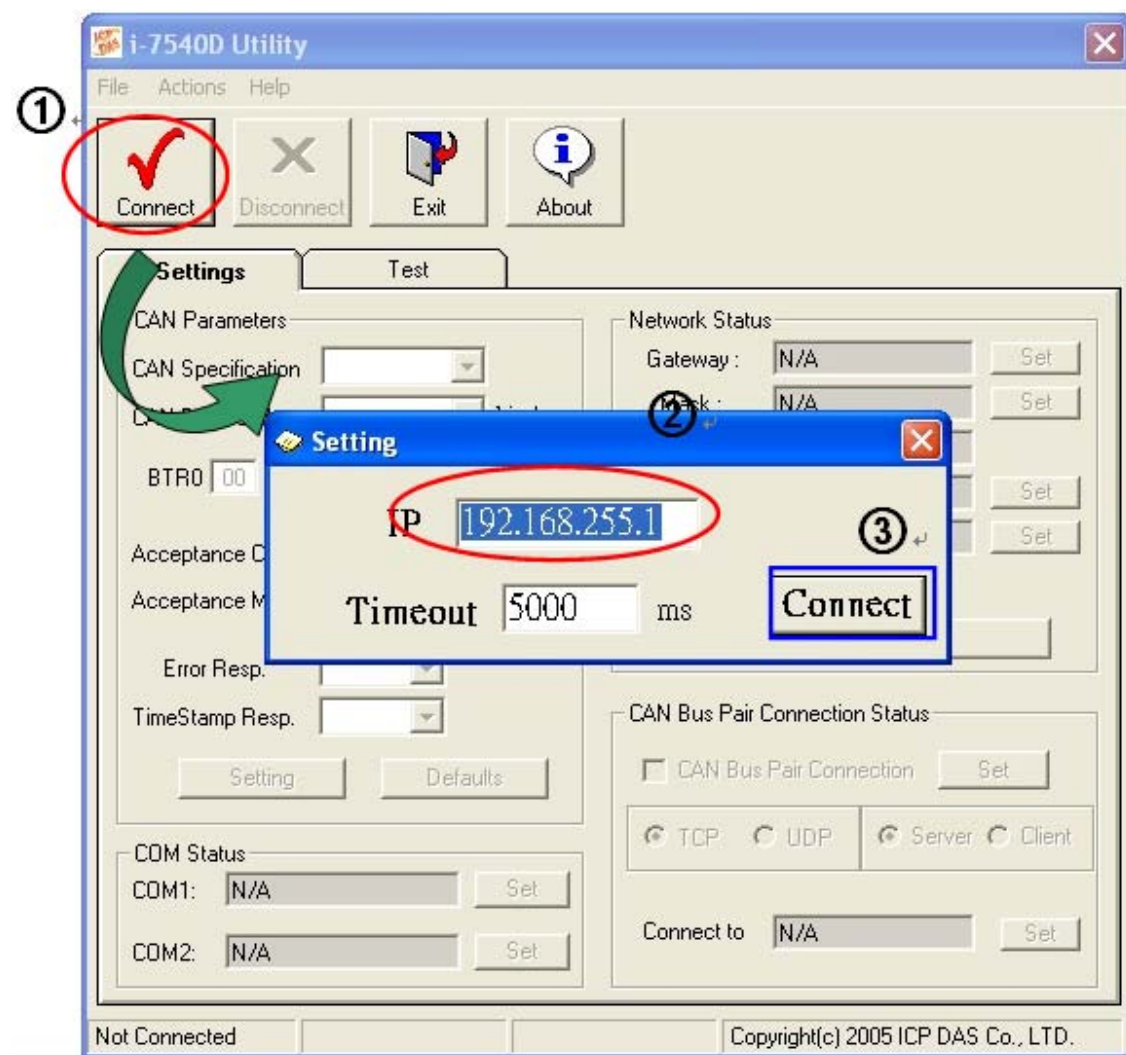 ICP DAS i-7540D Utility
File Actions Help
①
Connect Disconnect Exit About
Settings Test
CAN Parameters
CAN Specification
BTR0 00
Acceptance
Acceptance
Error Resp.
TimeStamp Resp.
Setting Defaults
COM Status
COM1: N/A Set
COM2: N/A Set
Network Status
Gateway : N/A Set
Mask : N/A Set
Set
Set
②
Setting
IP 192.168.255.1
③
Timeout 5000 ms Connect
CAN Bus Pair Connection Status
CAN Bus Pair Connection Set
TCP UDP Server Client
Connect to N/A Set
Not Connected Copyright(c) 2005 ICP DAS Co., LTD.